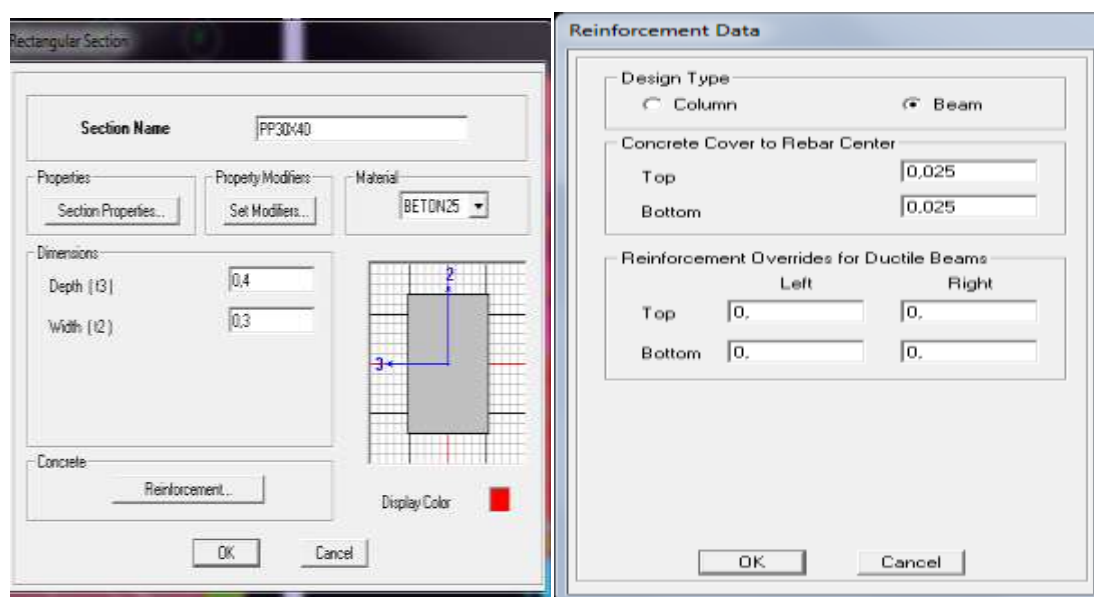 Rectangular Section
Section Name PP30X40
Properties
Section Properties...
Property Modifiers
Set Modifiers...
Material
BETON25
Dimensions
Depth (t3) 0,4
Width (t2) 0,3
2
3
Concrete
Reinforcement...
Display Color
OK Cancel
Reinforcement Data
Design Type
Column Beam
Concrete Cover to Rebar Center
Top 0,025
Bottom 0,025
Reinforcement Overrides for Ductile Beams
Left Right
Top 0, 0,
Bottom 0, 0,
OK Cancel